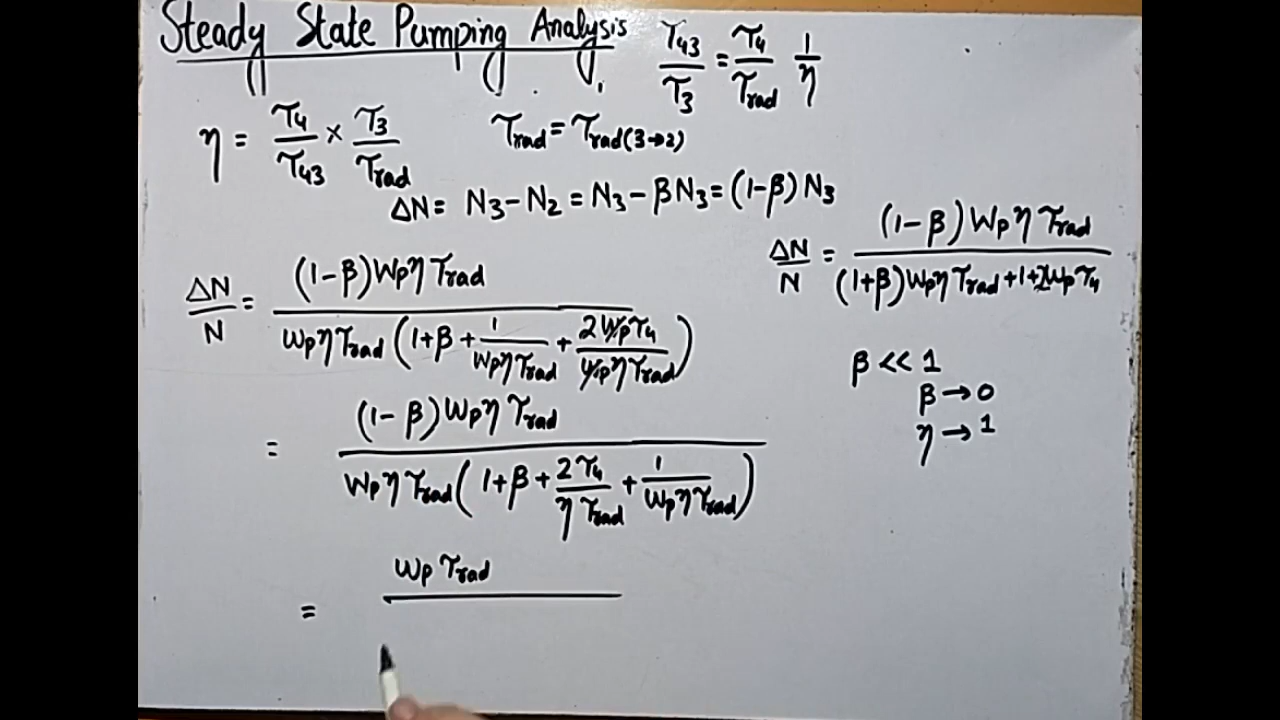 Steady State Pumping Analysis
τ43/τ3 = τ4/τrad 1/η
η = τ4/τ43 × τ3/τrad
τrad = τrad(3→2)
ΔN = N3 − N2 = N3 − βN3 = (1−β) N3
ΔN/N = (1−β) Wp η τrad / (1+β) Wp η τrad + 1 + 2Wp τ4
ΔN/N = (1−β) Wp η τrad / Wp η τrad (1+β + 1/Wp η τrad + 2Wp τ4/Wp η τrad)
β << 1
β → 0
η → 1
= (1−β) Wp η τrad / Wp η τrad (1+β + 2τ4/η τrad + 1/Wp η τrad)
= Wp τrad